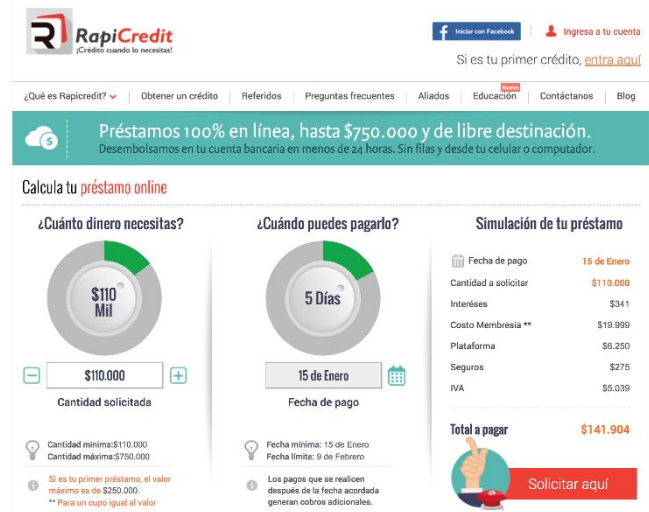 RapiCredit
¡Crédito cuando lo necesitas!
Iniciar con Facebook
Ingresa a tu cuenta
Si es tu primer crédito, entra aquí
¿Qué es Rapicredit?
Obtener un crédito
Referidos
Preguntas frecuentes
Aliados
Nuevo
Educación
Contáctanos
Blog
Préstamos 100% en línea, hasta $750.000 y de libre destinación.
Desembolsamos en tu cuenta bancaria en menos de 24 horas. Sin filas y desde tu celular o computador.
Calcula tu préstamo online
¿Cuánto dinero necesitas?
$110
Mil
$110.000
Cantidad solicitada
Cantidad mínima:$110.000
Cantidad máxima:$750.000
Si es tu primer préstamo, el valor
máximo es de $250.000.
** Para un cupo igual al valor
¿Cuándo puedes pagarlo?
5 Días
15 de Enero
Fecha de pago
Fecha mínima: 15 de Enero
Fecha límite: 9 de Febrero
Los pagos que se realicen
después de la fecha acordada
generan cobros adicionales.
Simulación de tu préstamo
Fecha de pago 15 de Enero
Cantidad a solicitar $110.000
Interéses $341
Costo Membresía ** $19.999
Plataforma $6.250
Seguros $275
IVA $5.039
Total a pagar $141.904
Solicitar aquí